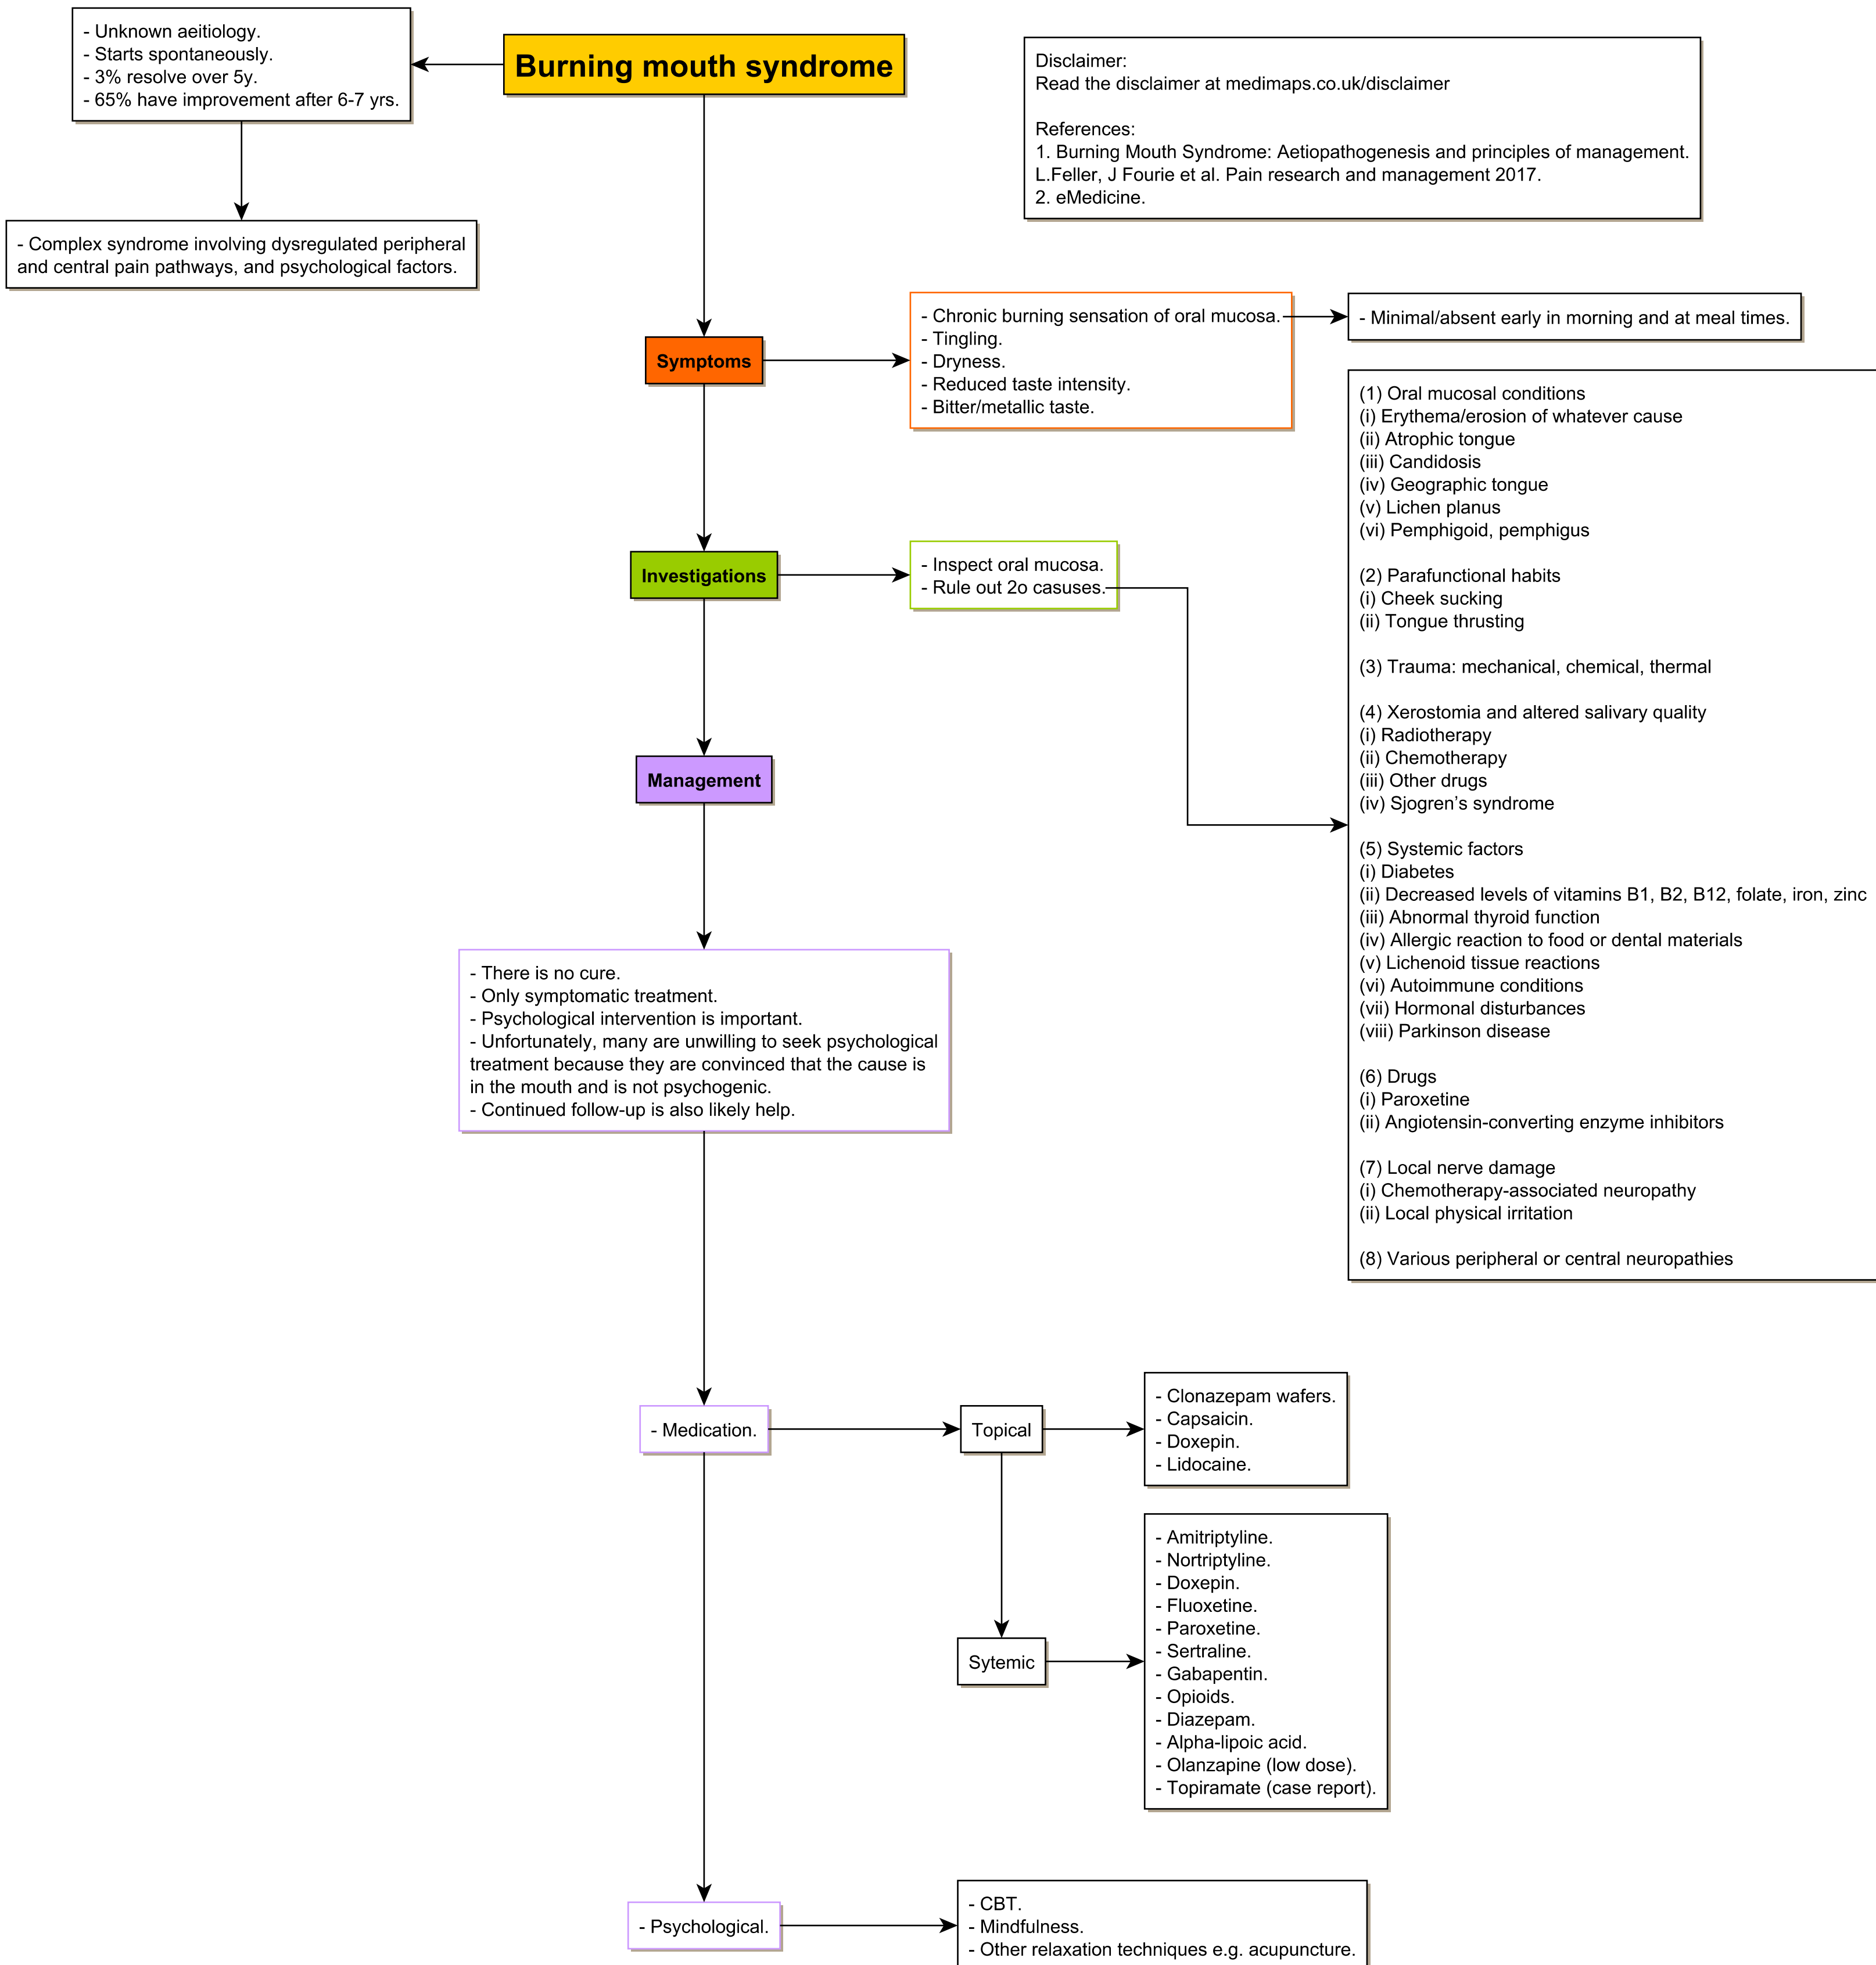 - Unknown aeitiology.
- Starts spontaneously.
- 3% resolve over 5y.
- 65% have improvement after 6-7 yrs.
Burning mouth syndrome
Disclaimer:
Read the disclaimer at medimaps.co.uk/disclaimer
References:
1. Burning Mouth Syndrome: Aetiopathogenesis and principles of management.
L.Feller, J Fourie et al. Pain research and management 2017.
2. eMedicine.
- Complex syndrome involving dysregulated peripheral
and central pain pathways, and psychological factors.
Symptoms
- Chronic burning sensation of oral mucosa.
- Tingling.
- Dryness.
- Reduced taste intensity.
- Bitter/metallic taste.
- Minimal/absent early in morning and at meal times.
Investigations
- Inspect oral mucosa.
- Rule out 2o casuses.
(1) Oral mucosal conditions
(i) Erythema/erosion of whatever cause
(ii) Atrophic tongue
(iii) Candidosis
(iv) Geographic tongue
(v) Lichen planus
(vi) Pemphigoid, pemphigus
(2) Parafunctional habits
(i) Cheek sucking
(ii) Tongue thrusting
(3) Trauma: mechanical, chemical, thermal
(4) Xerostomia and altered salivary quality
(i) Radiotherapy
(ii) Chemotherapy
(iii) Other drugs
(iv) Sjogren’s syndrome
(5) Systemic factors
(i) Diabetes
(ii) Decreased levels of vitamins B1, B2, B12, folate, iron, zinc
(iii) Abnormal thyroid function
(iv) Allergic reaction to food or dental materials
(v) Lichenoid tissue reactions
(vi) Autoimmune conditions
(vii) Hormonal disturbances
(viii) Parkinson disease
(6) Drugs
(i) Paroxetine
(ii) Angiotensin-converting enzyme inhibitors
(7) Local nerve damage
(i) Chemotherapy-associated neuropathy
(ii) Local physical irritation
(8) Various peripheral or central neuropathies
Management
- There is no cure.
- Only symptomatic treatment.
- Psychological intervention is important.
- Unfortunately, many are unwilling to seek psychological
treatment because they are convinced that the cause is
in the mouth and is not psychogenic.
- Continued follow-up is also likely help.
- Medication.
Topical
- Clonazepam wafers.
- Capsaicin.
- Doxepin.
- Lidocaine.
Sytemic
- Amitriptyline.
- Nortriptyline.
- Doxepin.
- Fluoxetine.
- Paroxetine.
- Sertraline.
- Gabapentin.
- Opioids.
- Diazepam.
- Alpha-lipoic acid.
- Olanzapine (low dose).
- Topiramate (case report).
- Psychological.
- CBT.
- Mindfulness.
- Other relaxation techniques e.g. acupuncture.